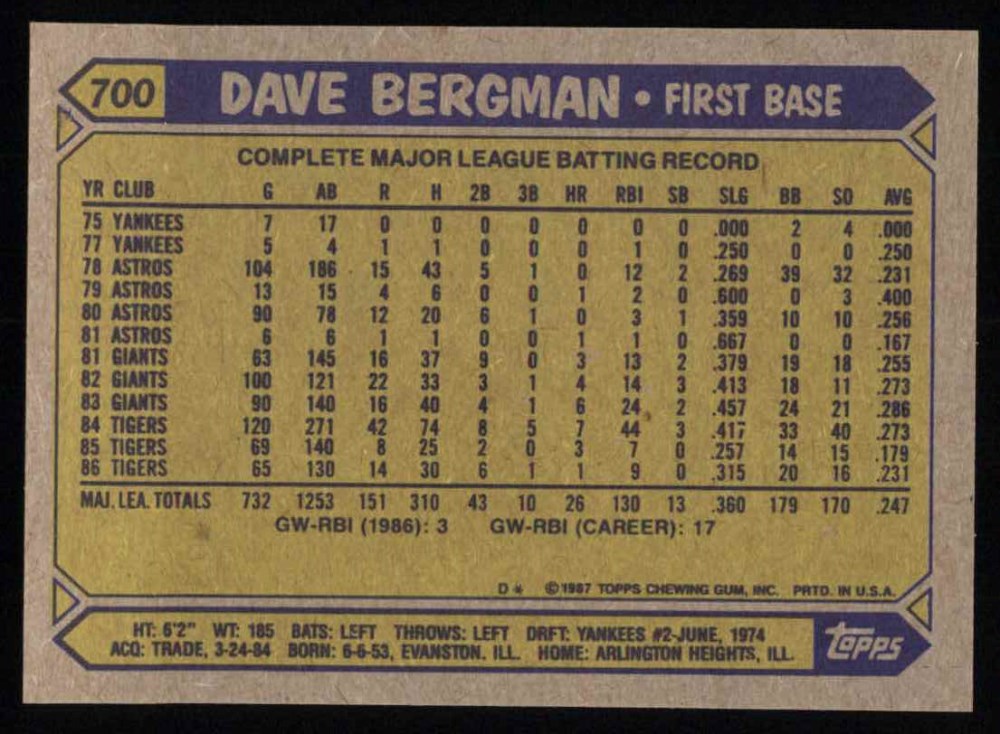 700 DAVE BERGMAN • FIRST BASE
COMPLETE MAJOR LEAGUE BATTING RECORD
YR CLUB G AB R H 2B 3B HR RBI SB SLG BB SO AVG
75 YANKEES 7 17 0 0 0 0 0 0 0 .000 2 4 .000
77 YANKEES 5 4 1 1 0 0 0 1 0 .250 0 0 .250
78 ASTROS 104 186 15 43 5 1 0 12 2 .269 39 32 .231
79 ASTROS 13 15 4 6 0 0 1 2 0 .600 0 3 .400
80 ASTROS 90 78 12 20 6 1 0 3 1 .359 10 10 .256
81 ASTROS 6 6 1 1 0 0 1 1 0 .667 0 0 .167
81 GIANTS 63 145 16 37 9 0 3 13 2 .379 19 18 .255
82 GIANTS 100 121 22 33 3 1 4 14 3 .413 18 11 .273
83 GIANTS 90 140 16 40 4 1 6 24 2 .457 24 21 .286
84 TIGERS 120 271 42 74 8 5 7 44 3 .417 33 40 .273
85 TIGERS 69 140 8 25 2 0 3 7 0 .257 14 15 .179
86 TIGERS 65 130 14 30 6 1 1 9 0 .315 20 16 .231
MAJ. LEA. TOTALS 732 1253 151 310 43 10 26 130 13 .360 179 170 .247
GW-RBI (1986): 3 GW-RBI (CAREER): 17
D* ©1987 TOPPS CHEWING GUM, INC. PRTD. IN U.S.A.
HT: 6'2" WT: 185 BATS: LEFT THROWS: LEFT DRFT: YANKEES #2-JUNE, 1974
ACQ: TRADE, 3-24-84 BORN: 6-6-53, EVANSTON, ILL. HOME: ARLINGTON HEIGHTS, ILL.
topps